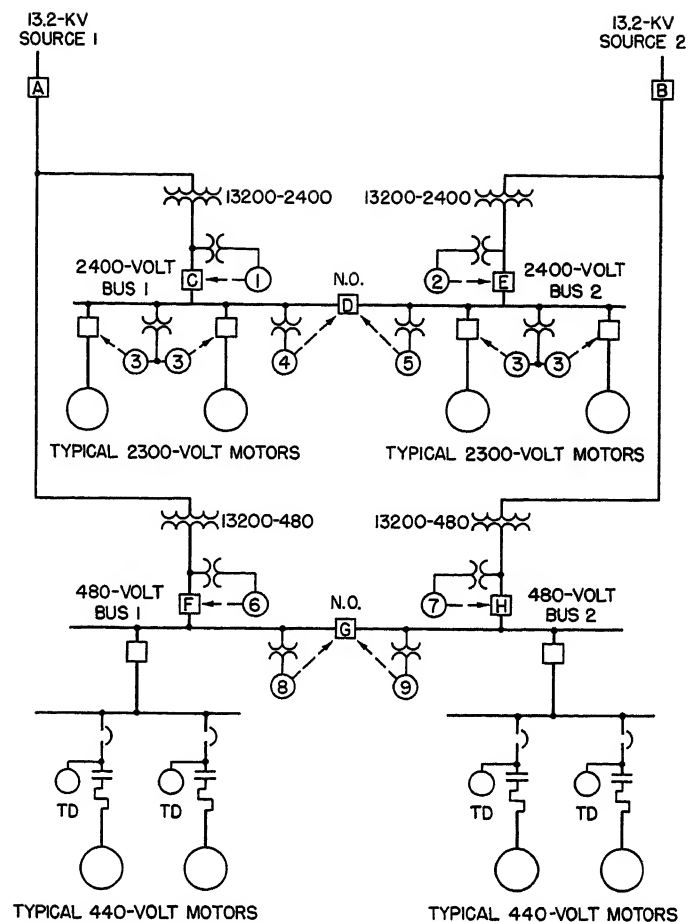 13.2-KV
SOURCE 1
13.2-KV
SOURCE 2
A
B
13200-2400
13200-2400
2400-VOLT
BUS 1
C
1
N.O.
D
2
E
2400-VOLT
BUS 2
3
3
4
5
3
3
TYPICAL 2300-VOLT MOTORS
TYPICAL 2300-VOLT MOTORS
13200-480
13200-480
480-VOLT
BUS 1
F
6
N.O.
G
7
H
480-VOLT
BUS 2
8
9
TD
TD
TD
TD
TYPICAL 440-VOLT MOTORS
TYPICAL 440-VOLT MOTORS